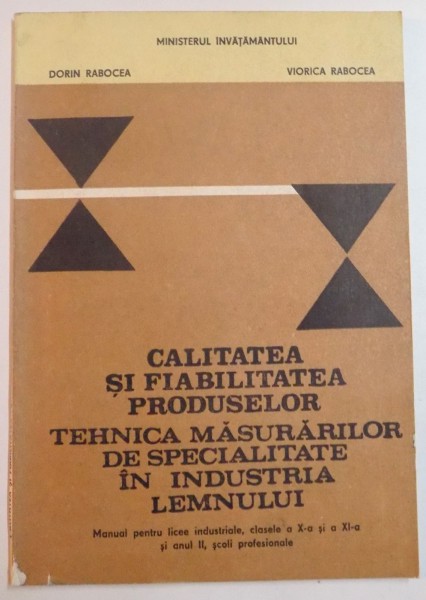 MINISTERUL ÎNVĂȚĂMÂNTULUI
DORIN RABOCEA
VIORICA RABOCEA
CALITATEA
ȘI FIABILITATEA
PRODUSELOR
TEHNICA MĂSURĂRILOR
DE SPECIALITATE
ÎN INDUSTRIA
LEMNULUI
Manual pentru licee industriale, clasele a X-a și a XI-a
și anul II, școli profesionale